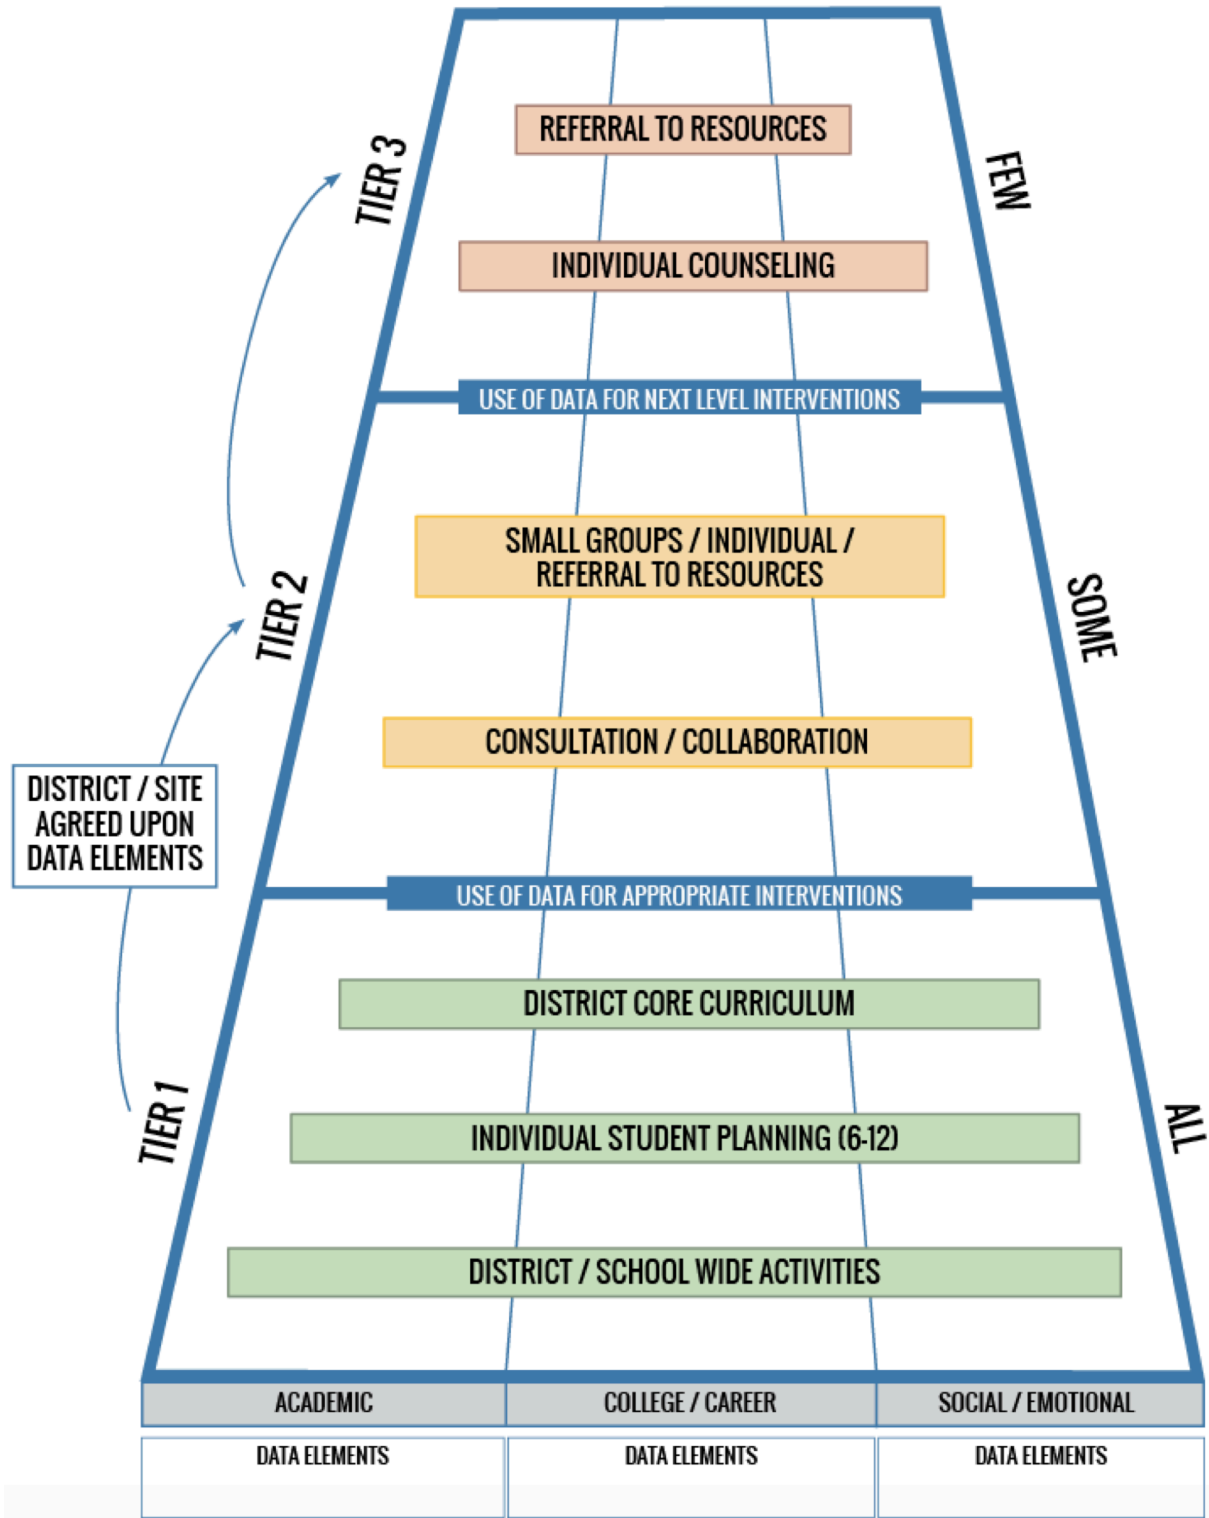 REFERRAL TO RESOURCES
TIER 3
FEW
INDIVIDUAL COUNSELING
USE OF DATA FOR NEXT LEVEL INTERVENTIONS
SMALL GROUPS / INDIVIDUAL /
REFERRAL TO RESOURCES
TIER 2
SOME
CONSULTATION / COLLABORATION
DISTRICT / SITE
AGREED UPON
DATA ELEMENTS
USE OF DATA FOR APPROPRIATE INTERVENTIONS
DISTRICT CORE CURRICULUM
TIER 1
ALL
INDIVIDUAL STUDENT PLANNING (6-12)
DISTRICT / SCHOOL WIDE ACTIVITIES
ACADEMIC
COLLEGE / CAREER
SOCIAL / EMOTIONAL
DATA ELEMENTS
DATA ELEMENTS
DATA ELEMENTS